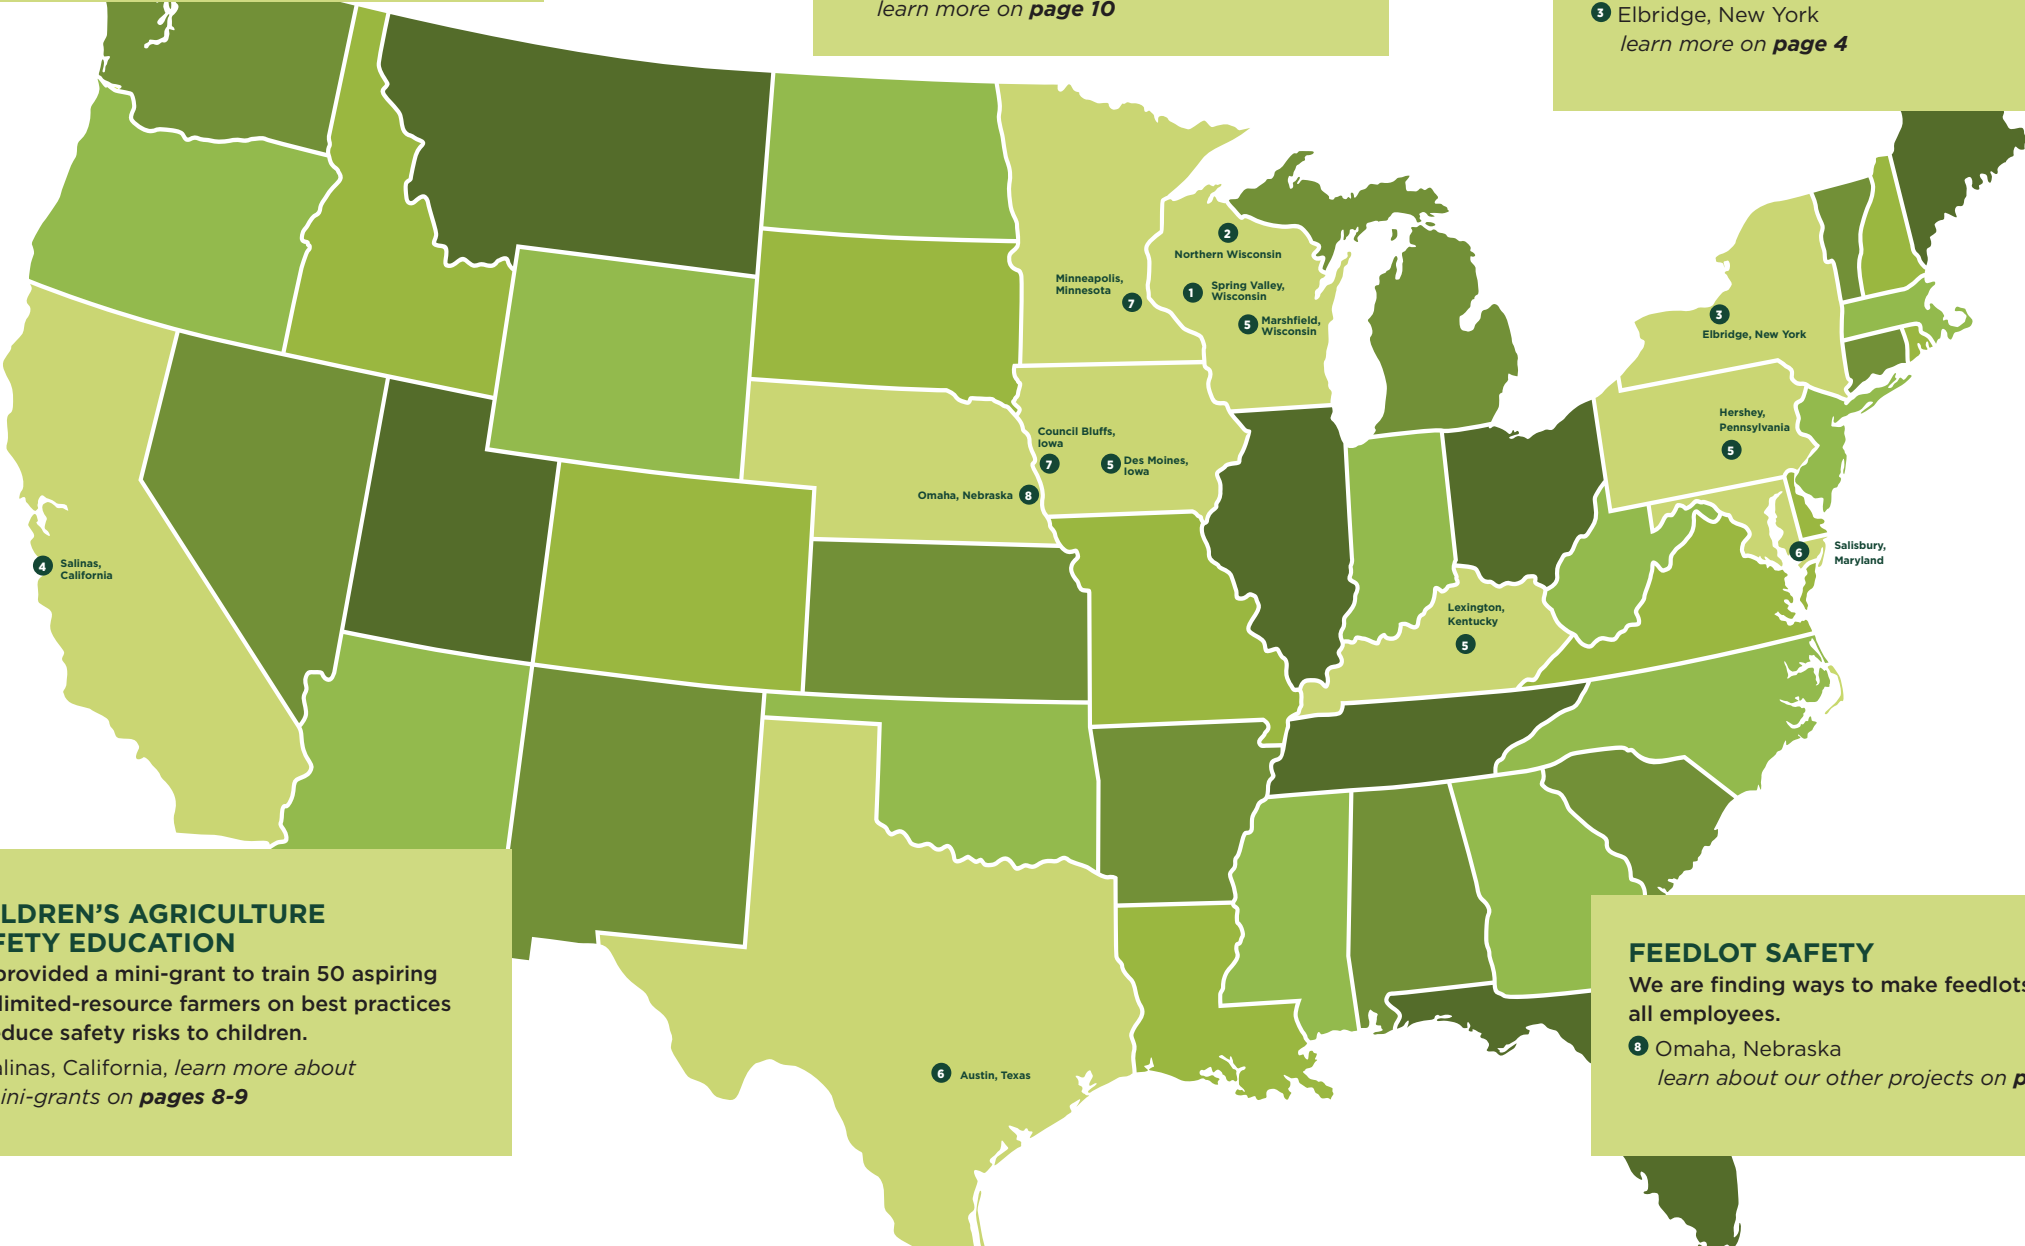 learn more on page 10
3 Elbridge, New York
learn more on page 4
2
Northern Wisconsin
Minneapolis,
Minnesota
7
1
Spring Valley,
Wisconsin
5 Marshfield,
Wisconsin
3
Elbridge, New York
Hershey,
Pennsylvania
5
Council Bluffs,
Iowa
7
5 Des Moines,
Iowa
Omaha, Nebraska 8
4 Salinas,
California
6
Salisbury,
Maryland
Lexington,
Kentucky
5
6 Austin, Texas
LDREN'S AGRICULTURE
FETY EDUCATION
provided a mini-grant to train 50 aspiring
limited-resource farmers on best practices
duce safety risks to children.
alinas, California, learn more about
ini-grants on pages 8-9
FEEDLOT SAFETY
We are finding ways to make feedlots
all employees.
8 Omaha, Nebraska
learn about our other projects on p